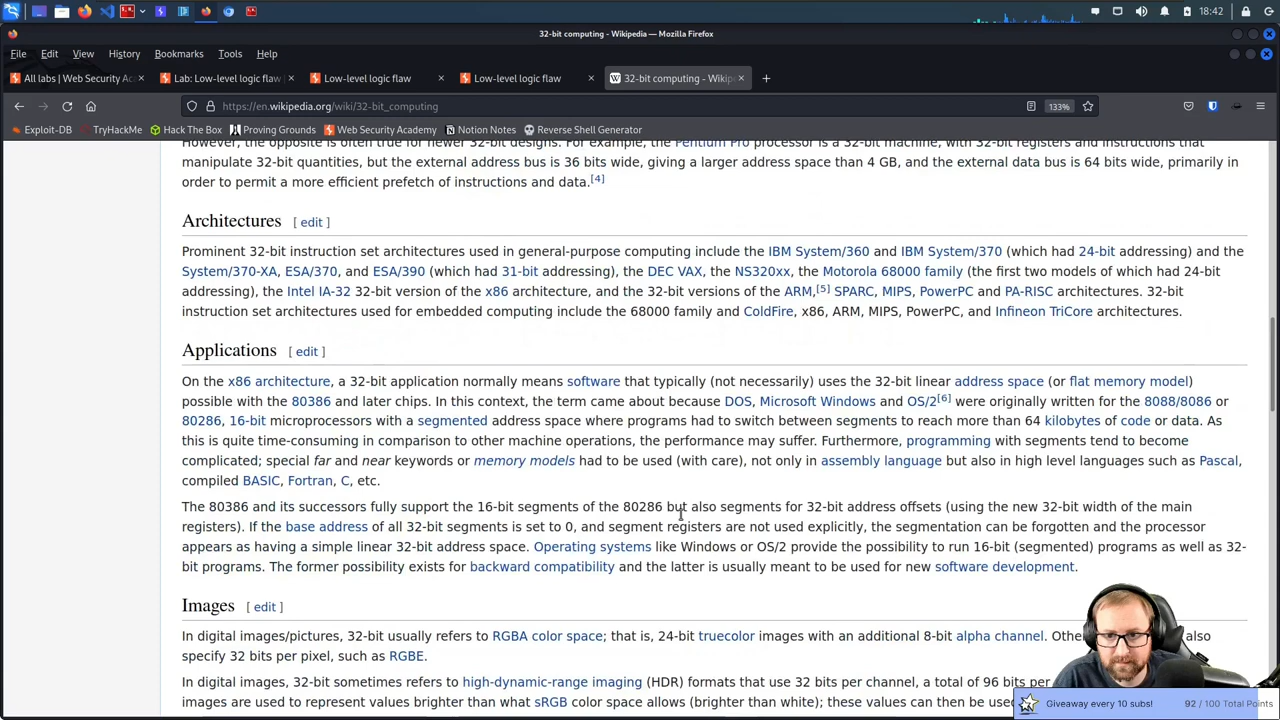 18:42
32-bit computing - Wikipedia — Mozilla Firefox
File Edit View History Bookmarks Tools Help
All labs | Web Security Ac
Lab: Low-level logic flaw
Low-level logic flaw
Low-level logic flaw
32-bit computing - Wikip
https://en.wikipedia.org/wiki/32-bit_computing
133%
Exploit-DB TryHackMe Hack The Box Proving Grounds Web Security Academy Notion Notes Reverse Shell Generator
However, the opposite is often true for newer 32-bit designs. For example, the Pentium Pro processor is a 32-bit machine, with 32-bit registers and instructions that
manipulate 32-bit quantities, but the external address bus is 36 bits wide, giving a larger address space than 4 GB, and the external data bus is 64 bits wide, primarily in
order to permit a more efficient prefetch of instructions and data.[4]
Architectures [ edit ]
Prominent 32-bit instruction set architectures used in general-purpose computing include the IBM System/360 and IBM System/370 (which had 24-bit addressing) and the
System/370-XA, ESA/370, and ESA/390 (which had 31-bit addressing), the DEC VAX, the NS320xx, the Motorola 68000 family (the first two models of which had 24-bit
addressing), the Intel IA-32 32-bit version of the x86 architecture, and the 32-bit versions of the ARM,[5] SPARC, MIPS, PowerPC and PA-RISC architectures. 32-bit
instruction set architectures used for embedded computing include the 68000 family and ColdFire, x86, ARM, MIPS, PowerPC, and Infineon TriCore architectures.
Applications [ edit ]
On the x86 architecture, a 32-bit application normally means software that typically (not necessarily) uses the 32-bit linear address space (or flat memory model)
possible with the 80386 and later chips. In this context, the term came about because DOS, Microsoft Windows and OS/2[6] were originally written for the 8088/8086 or
80286, 16-bit microprocessors with a segmented address space where programs had to switch between segments to reach more than 64 kilobytes of code or data. As
this is quite time-consuming in comparison to other machine operations, the performance may suffer. Furthermore, programming with segments tend to become
complicated; special far and near keywords or memory models had to be used (with care), not only in assembly language but also in high level languages such as Pascal,
compiled BASIC, Fortran, C, etc.
The 80386 and its successors fully support the 16-bit segments of the 80286 but also segments for 32-bit address offsets (using the new 32-bit width of the main
registers). If the base address of all 32-bit segments is set to 0, and segment registers are not used explicitly, the segmentation can be forgotten and the processor
appears as having a simple linear 32-bit address space. Operating systems like Windows or OS/2 provide the possibility to run 16-bit (segmented) programs as well as 32-
bit programs. The former possibility exists for backward compatibility and the latter is usually meant to be used for new software development.
Images [ edit ]
In digital images/pictures, 32-bit usually refers to RGBA color space; that is, 24-bit truecolor images with an additional 8-bit alpha channel. Othe also
specify 32 bits per pixel, such as RGBE.
In digital images, 32-bit sometimes refers to high-dynamic-range imaging (HDR) formats that use 32 bits per channel, a total of 96 bits per
images are used to represent values brighter than what sRGB color space allows (brighter than white); these values can then be used
Giveaway every 10 subs! 92 / 100 Total Points